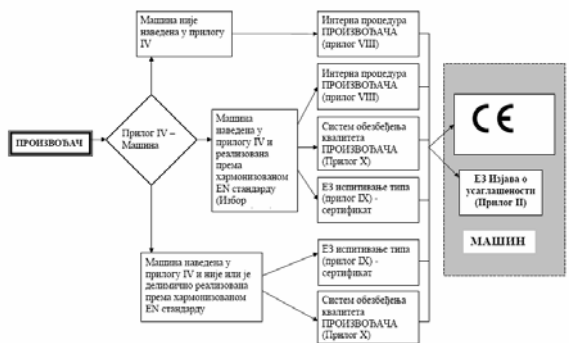 Машина није
наведена у прилогу
IV
Интерна процедура
ПРОИЗВОЂАЧА
(прилог VIII)
Интерна процедура
ПРОИЗВОЂАЧА
(прилог VIII)
ПРОИЗВОЂАЧ
Прилог IV –
Машина
Машина
наведена у
прилогу IV и
реализована
према
хармонизованом
EN стандарду
(Избор
Систем обезбеђења
квалитета
ПРОИЗВОЂАЧА
(Прилог X)
ЕЗ испитивање типа
(прилог IX) -
сертификат
CE
ЕЗ Изјава о
усаглашености
(Прилог II)
МАШИН
Машина наведена у
прилогу IV и није или је
делимично реализована
према хармонизованом
EN стандарду
ЕЗ испитивање типа
(прилог IX) -
сертификат
Систем обезбеђења
квалитета
ПРОИЗВОЂАЧА
(Прилог X)